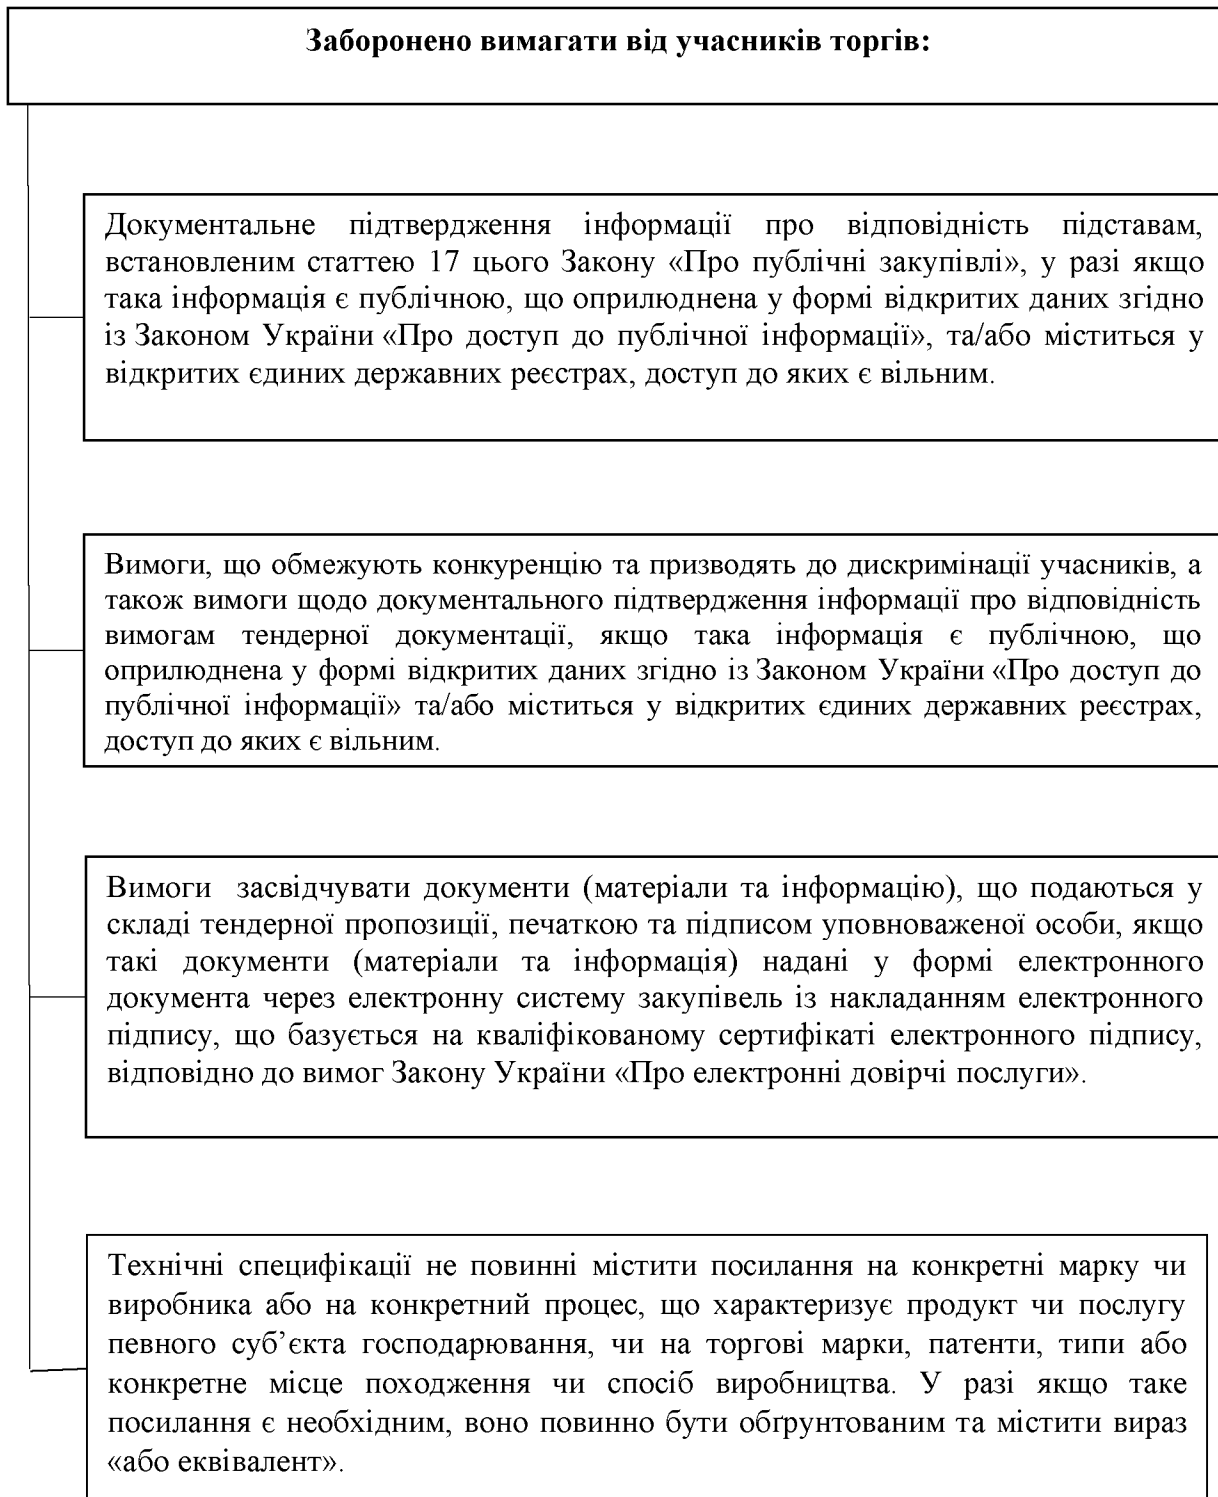 Заборонено вимагати від учасників торгів:
Документальне підтвердження інформації про відповідність підставам,
встановленим статтею 17 цього Закону «Про публічні закупівлі», у разі якщо
така інформація є публічною, що оприлюднена у формі відкритих даних згідно
із Законом України «Про доступ до публічної інформації», та/або міститься у
відкритих єдиних державних реєстрах, доступ до яких є вільним.
Вимоги, що обмежують конкуренцію та призводять до дискримінації учасників, а
також вимоги щодо документального підтвердження інформації про відповідність
вимогам тендерної документації, якщо така інформація є публічною, що
оприлюднена у формі відкритих даних згідно із Законом України «Про доступ до
публічної інформації» та/або міститься у відкритих єдиних державних реєстрах,
доступ до яких є вільним.
Вимоги засвідчувати документи (матеріали та інформацію), що подаються у
складі тендерної пропозиції, печаткою та підписом уповноваженої особи, якщо
такі документи (матеріали та інформація) надані у формі електронного
документа через електронну систему закупівель із накладанням електронного
підпису, що базується на кваліфікованому сертифікаті електронного підпису,
відповідно до вимог Закону України «Про електронні довірчі послуги».
Технічні специфікації не повинні містити посилання на конкретні марку чи
виробника або на конкретний процес, що характеризує продукт чи послугу
певного суб’єкта господарювання, чи на торгові марки, патенти, типи або
конкретне місце походження чи спосіб виробництва. У разі якщо таке
посилання є необхідним, воно повинно бути обґрунтованим та містити вираз
«або еквівалент».